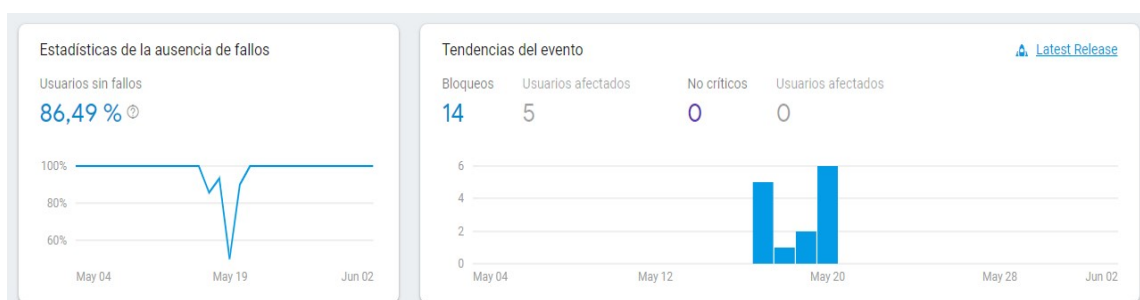 Estadísticas de la ausencia de fallos
Usuarios sin fallos
86,49 %
100%
80%
60%
May 04 May 19 Jun 02
Tendencias del evento
Latest Release
Bloqueos Usuarios afectados No críticos Usuarios afectados
14 5 0 0
6
4
2
0
May 04 May 12 May 20 May 28 Jun 02